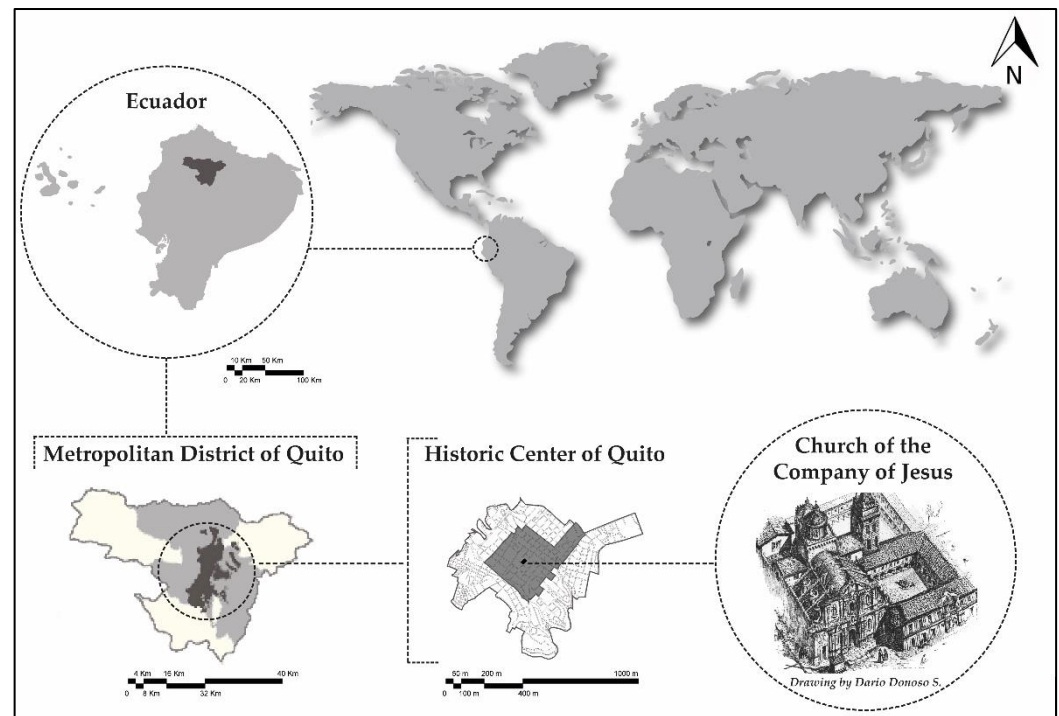 N
Ecuador
10 Km 50 Km
0 20 Km 100 Km
Metropolitan District of Quito
4 Km 16 Km 40 Km
0 8 Km 32 Km
Historic Center of Quito
50 m 200 m 1000 m
0 100 m 400 m
Church of the
Company of Jesus
Drawing by Dario Donoso S.